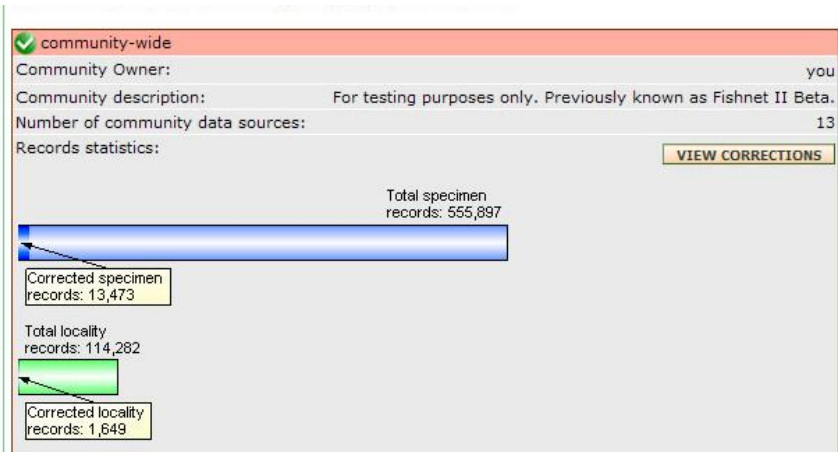 community-wide
Community Owner: you
Community description: For testing purposes only. Previously known as Fishnet II Beta.
Number of community data sources: 13
Records statistics: VIEW CORRECTIONS
Total specimen
records: 555,897
Corrected specimen
records: 13,473
Total locality
records: 114,282
Corrected locality
records: 1,649